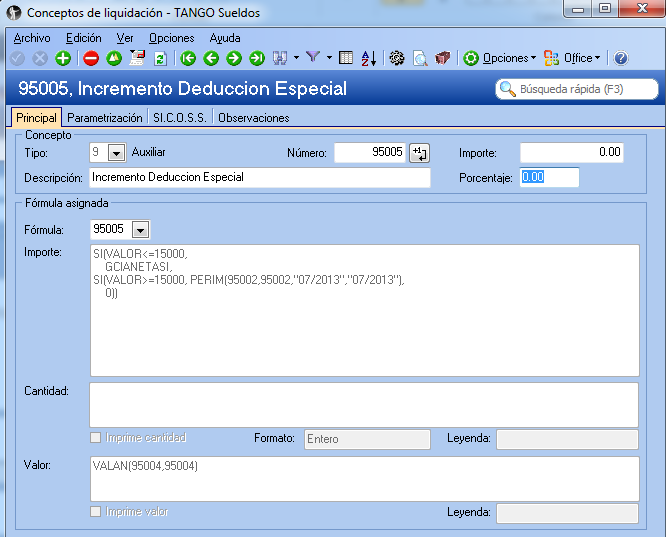 Conceptos de liquidación - TANGO Sueldos
Archivo Edición Ver Opciones Ayuda
Opciones Office
95005, Incremento Deduccion Especial
Búsqueda rápida (F3)
Principal Parametrización SI.C.O.S.S. Observaciones
Concepto
Tipo: 9 Auxiliar Número: 95005 Importe: 0.00
Descripción: Incremento Deduccion Especial Porcentaje: 0.00
Fórmula asignada
Fórmula: 95005
Importe: SI(VALOR<=15000,
GCIANETASI,
SI(VALOR>=15000, PERIM(95002,95002,"07/2013","07/2013"),
0))
Cantidad:
Imprime cantidad Formato: Entero Leyenda:
Valor: VALAN(95004,95004)
Imprime valor Leyenda: